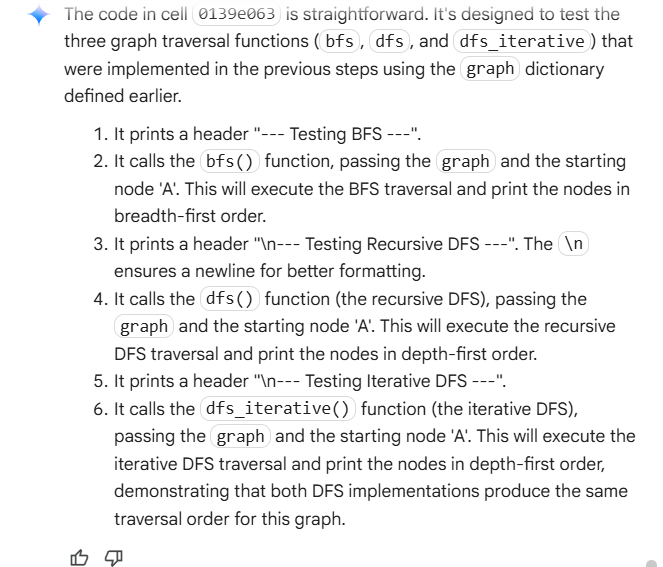 The code in cell 0139e063 is straightforward. It's designed to test the
three graph traversal functions ( bfs , dfs , and dfs_iterative ) that
were implemented in the previous steps using the graph dictionary
defined earlier.
1. It prints a header "--- Testing BFS ---".
2. It calls the bfs() function, passing the graph and the starting
node 'A'. This will execute the BFS traversal and print the nodes in
breadth-first order.
3. It prints a header "\n--- Testing Recursive DFS ---". The \n
ensures a newline for better formatting.
4. It calls the dfs() function (the recursive DFS), passing the
graph and the starting node 'A'. This will execute the recursive
DFS traversal and print the nodes in depth-first order.
5. It prints a header "\n--- Testing Iterative DFS ---".
6. It calls the dfs_iterative() function (the iterative DFS),
passing the graph and the starting node 'A'. This will execute the
iterative DFS traversal and print the nodes in depth-first order,
demonstrating that both DFS implementations produce the same
traversal order for this graph.